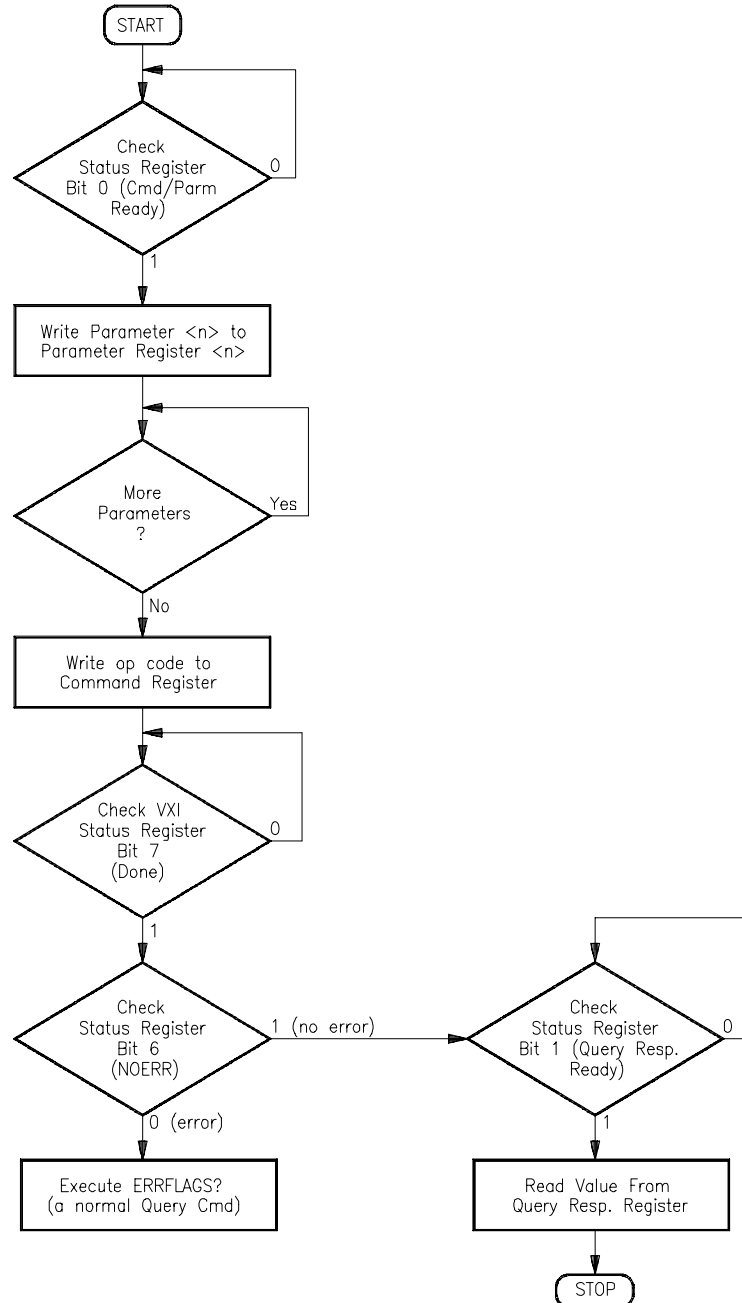 START
Check
Status Register
Bit 0 (Cmd/Parm
Ready)
0
1
Write Parameter <n> to
Parameter Register <n>
More
Parameters
?
Yes
No
Write op code to
Command Register
Check VXI
Status Register
Bit 7
(Done)
0
1
Check
Status Register
Bit 6
(NOERR)
1 (no error)
0 (error)
Execute ERRFLAGS?
(a normal Query Cmd)
Check
Status Register
Bit 1 (Query Resp.
Ready)
0
1
Read Value From
Query Resp. Register
STOP